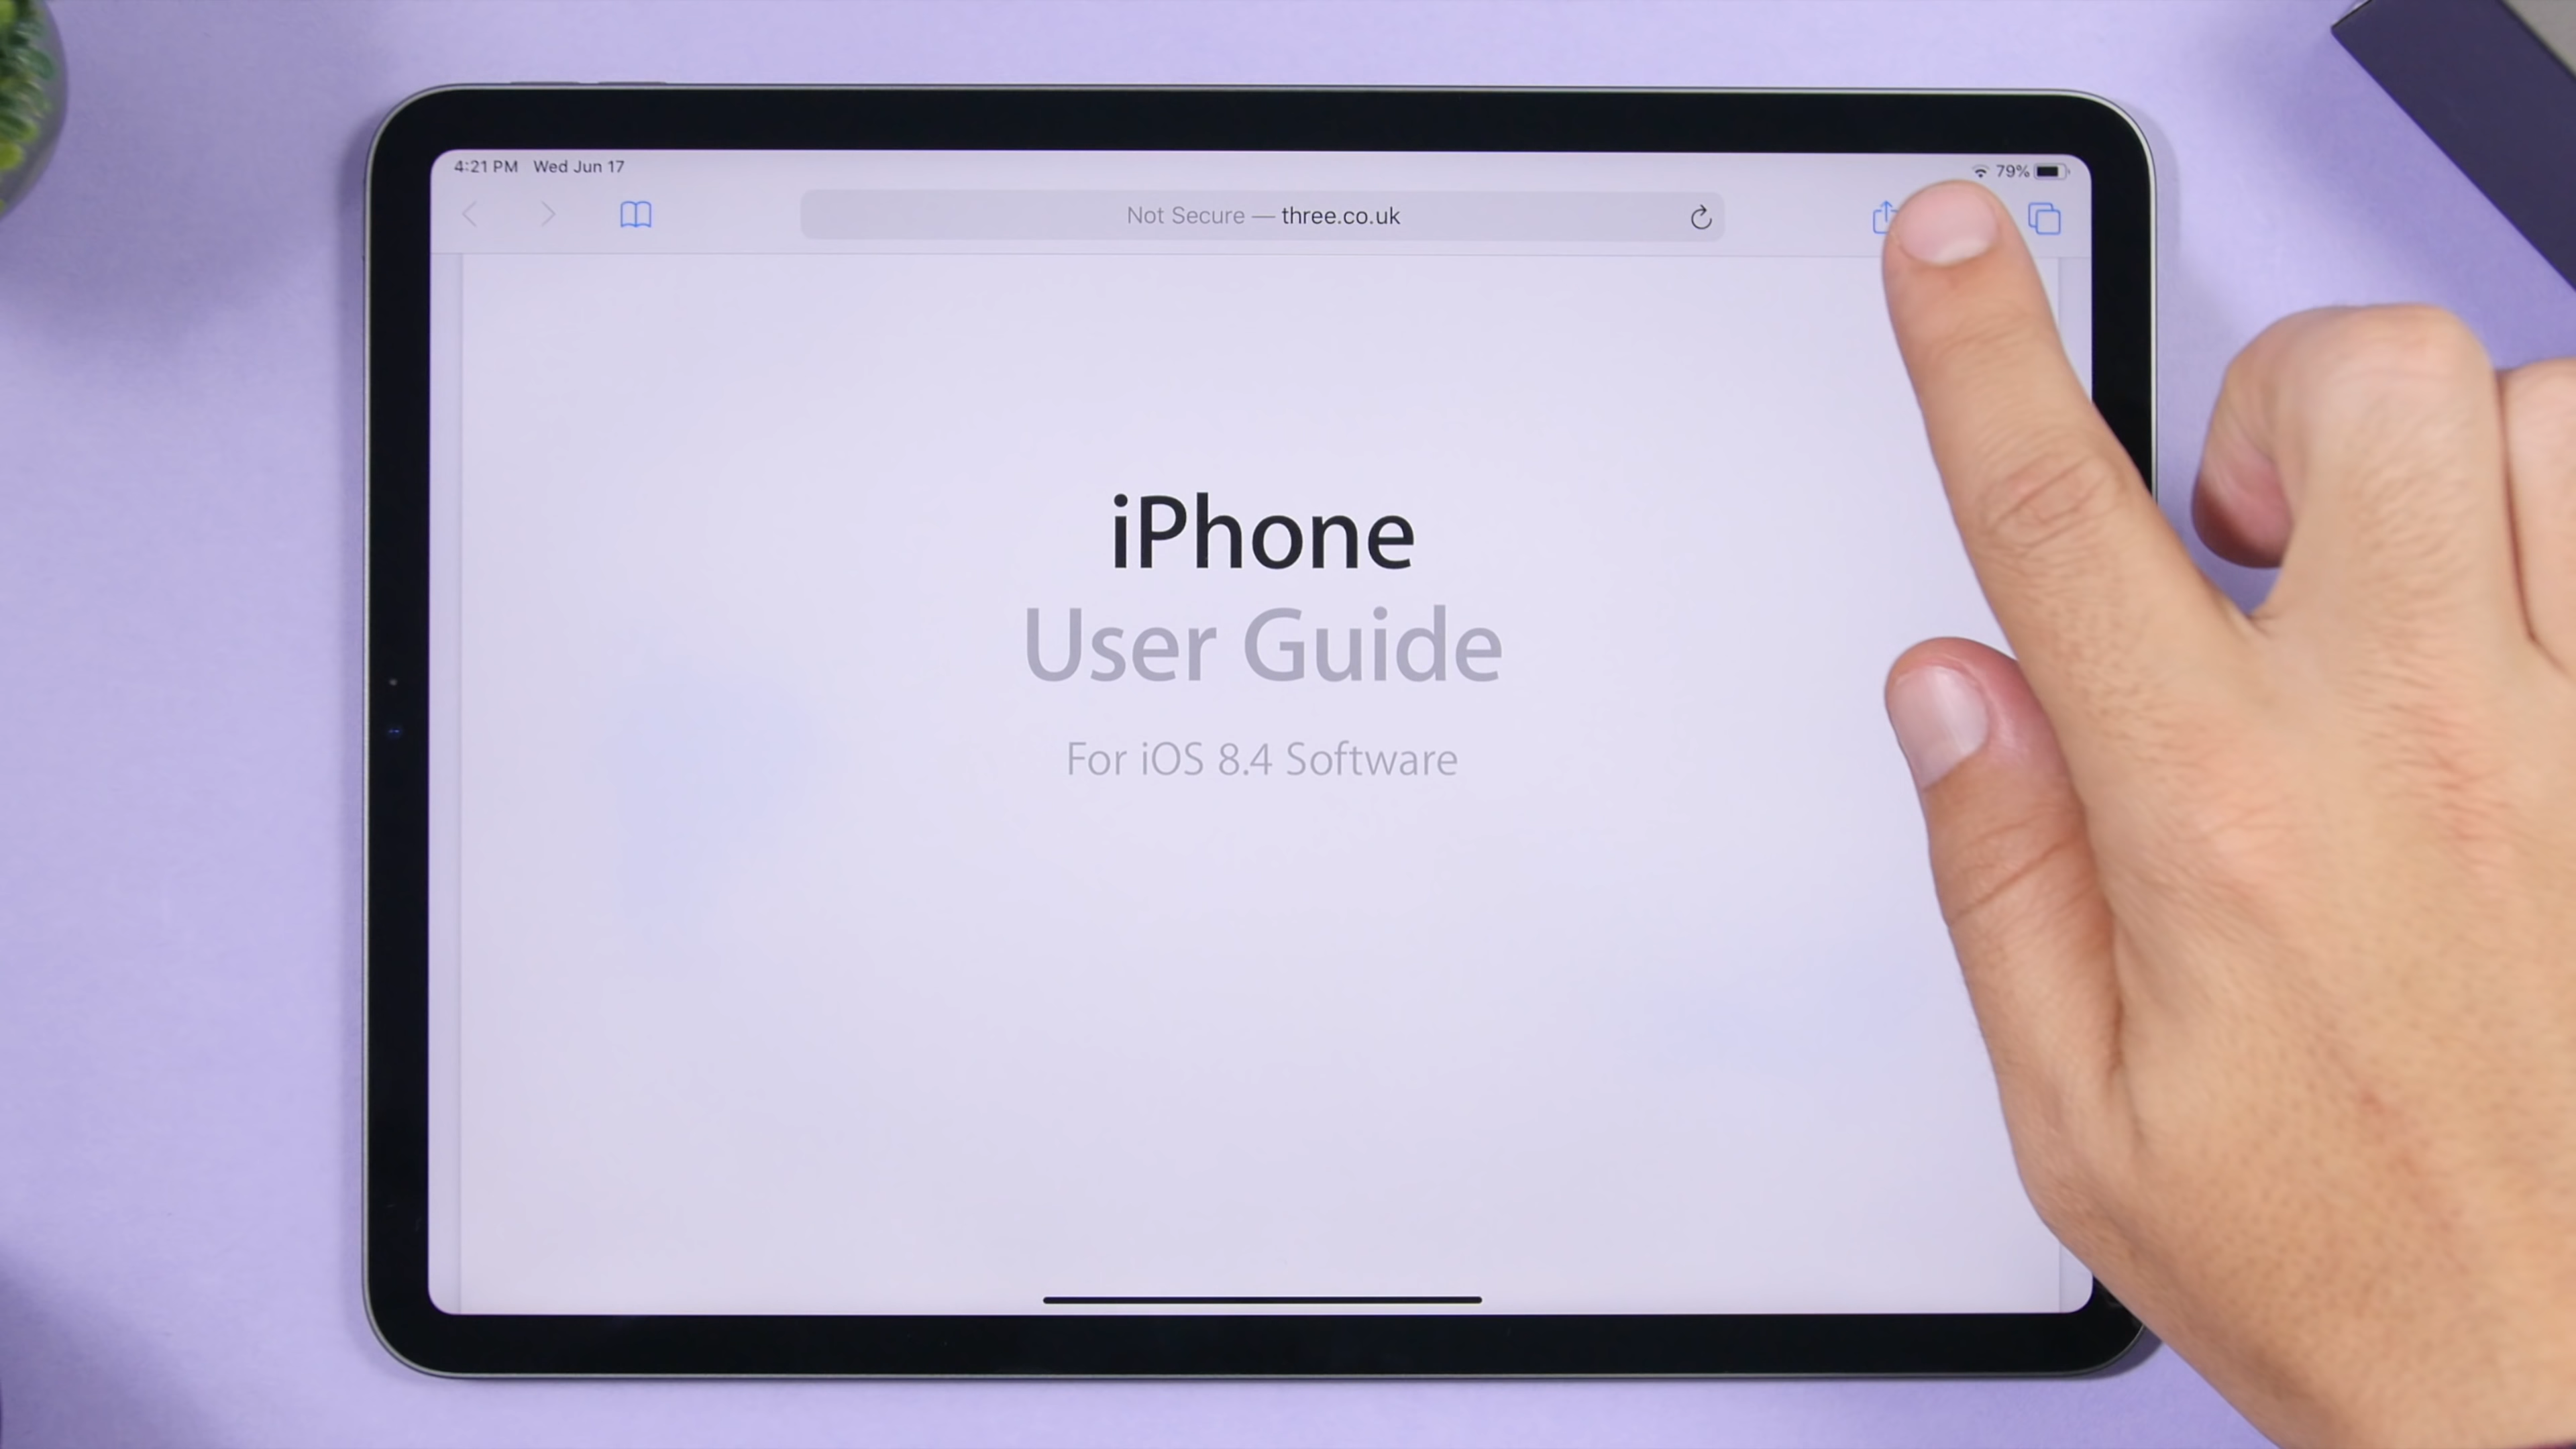 4:21 PM Wed Jun 17
79%
Not Secure — three.co.uk
iPhone
User Guide
For iOS 8.4 Software